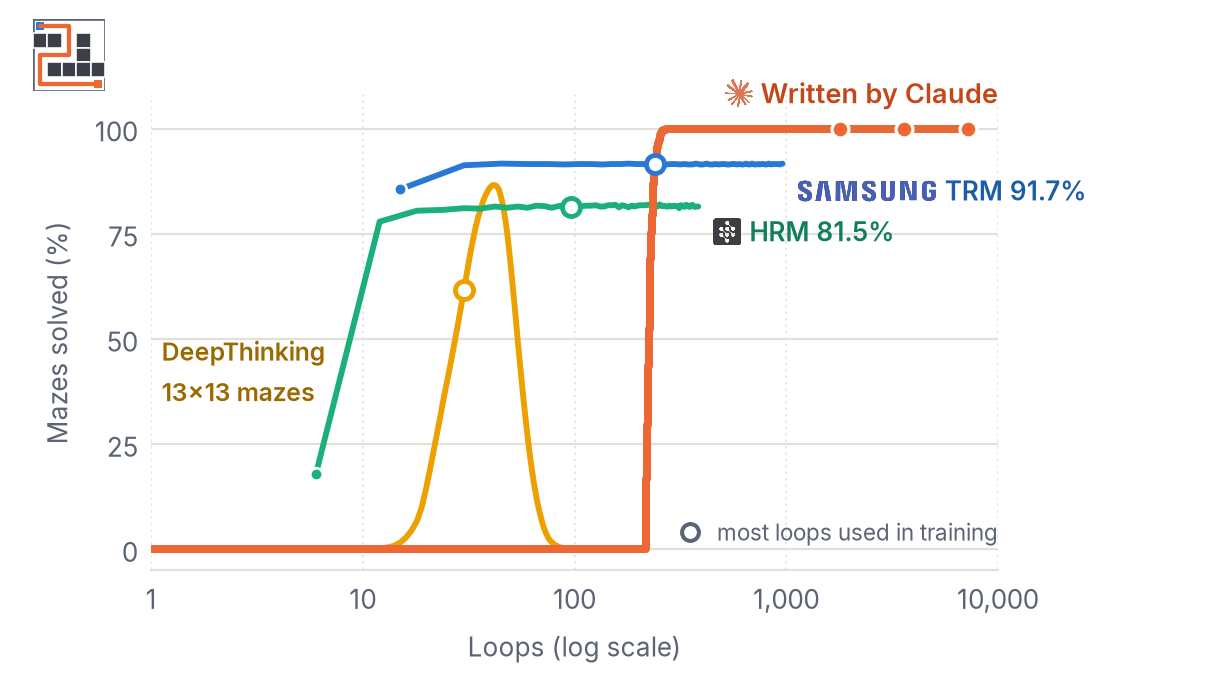 Written by Claude
100
SAMSUNG TRM 91.7%
HRM 81.5%
75
Mazes solved (%)
50
DeepThinking
13×13 mazes
25
most loops used in training
0
1 10 100 1,000 10,000
Loops (log scale)